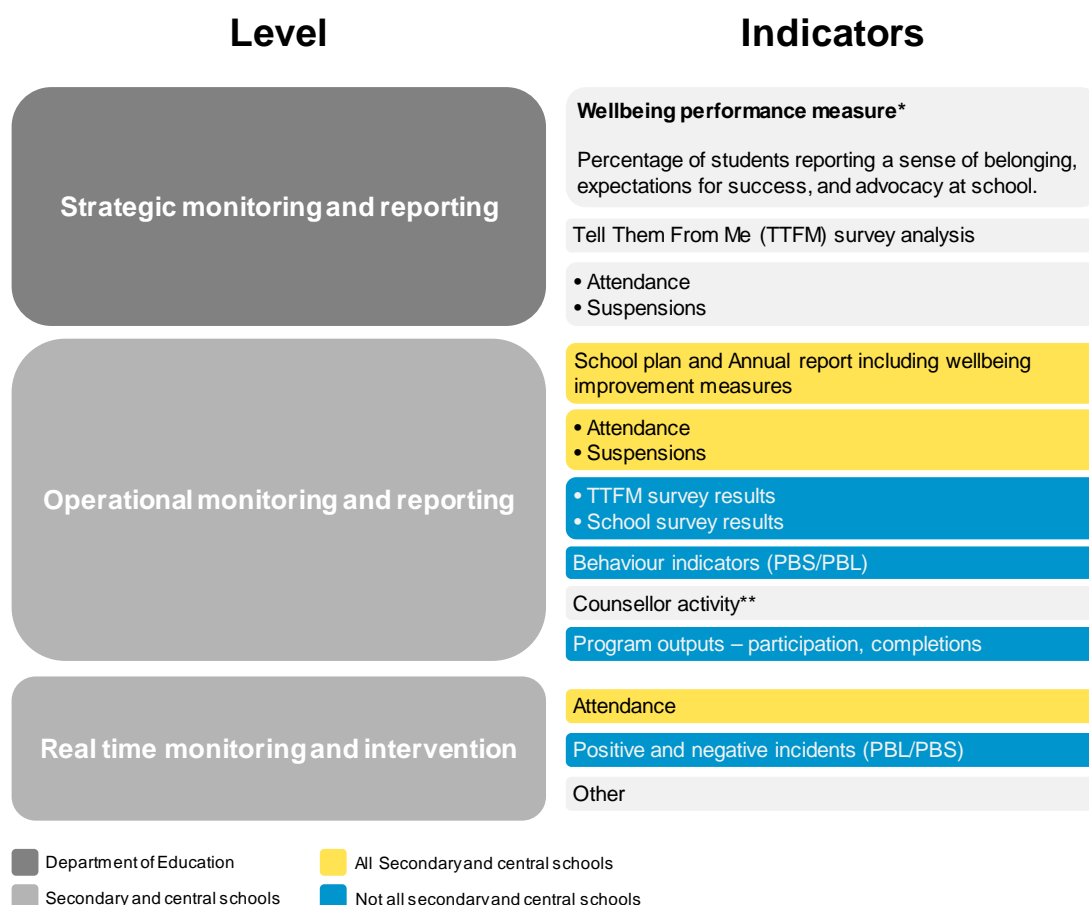 Level
Indicators
Strategic monitoring and reporting
Wellbeing performance measure*
Percentage of students reporting a sense of belonging,
expectations for success, and advocacy at school.
Tell Them From Me (TTFM) survey analysis
• Attendance
• Suspensions
Operational monitoring and reporting
School plan and Annual report including wellbeing
improvement measures
• Attendance
• Suspensions
• TTFM survey results
• School survey results
Behaviour indicators (PBS/PBL)
Counsellor activity**
Program outputs – participation, completions
Real time monitoring and intervention
Attendance
Positive and negative incidents (PBL/PBS)
Other
Department of Education
All Secondary and central schools
Secondary and central schools
Not all secondary and central schools